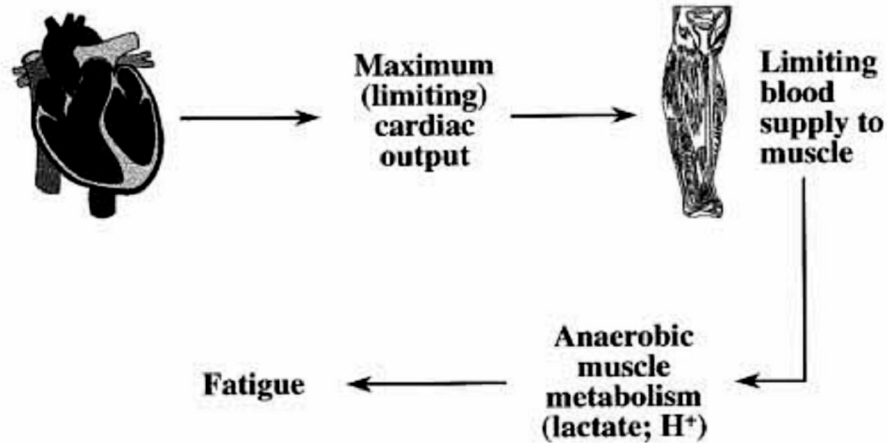 Maximum
(limiting)
cardiac
output
Limiting
blood
supply to
muscle
Anaerobic
muscle
metabolism
(lactate; H⁺)
Fatigue